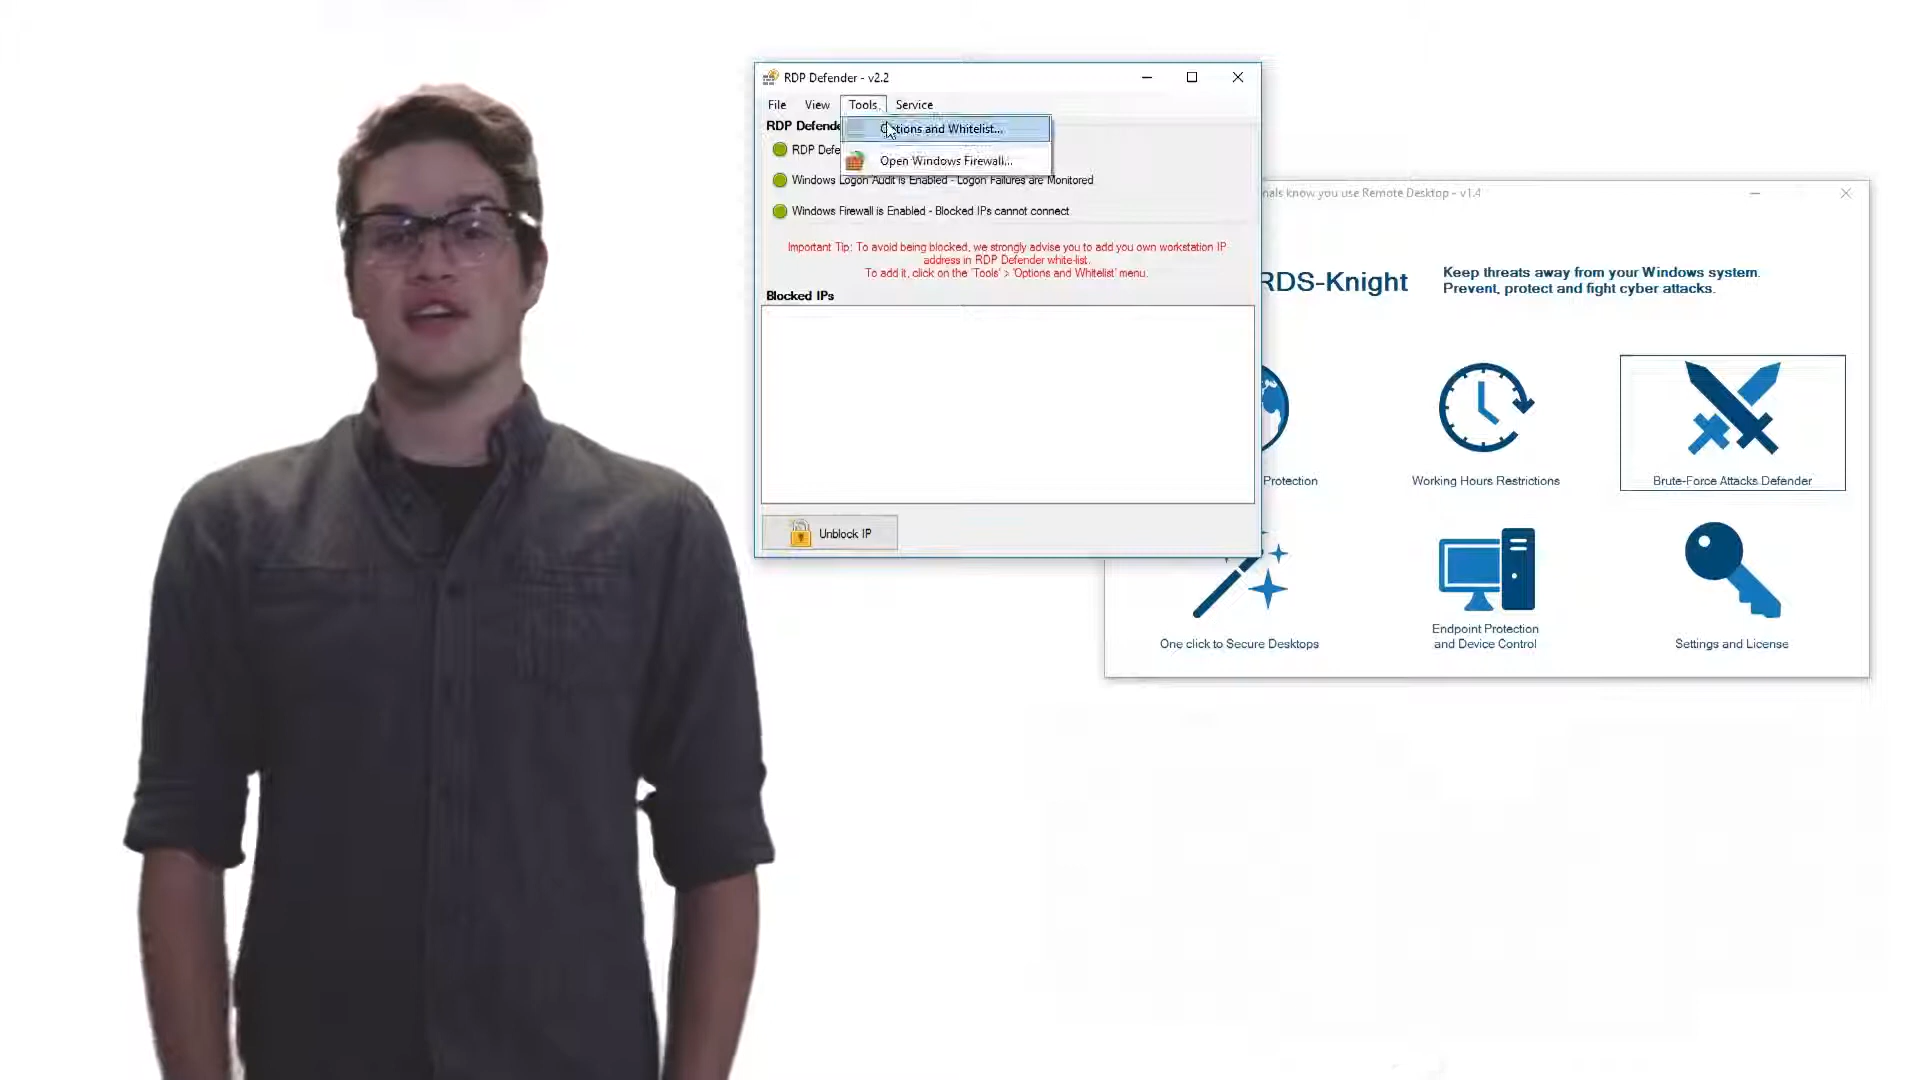 RDP Defender - v2.2
File View Tools Service
Options and Whitelist...
Open Windows Firewall...
Windows Logon Audit is Enabled - Logon Failures are Monitored
Windows Firewall is Enabled - Blocked IPs cannot connect
Important Tip: To avoid being blocked, we strongly advise you to add you own workstation IP
address in RDP Defender white-list.
To add it, click on the 'Tools' > 'Options and Whitelist' menu.
Blocked IPs
Unblock IP
know you use Remote Desktop - v1.4
RDS-Knight
Keep threats away from your Windows system.
Prevent, protect and fight cyber attacks.
Protection
Working Hours Restrictions
Brute-Force Attacks Defender
One click to Secure Desktops
Endpoint Protection
and Device Control
Settings and License